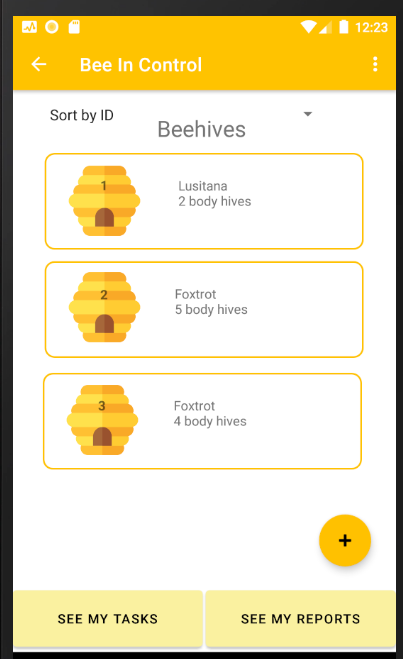 12:23
Bee In Control
Sort by ID
Beehives
1
Lusitana
2 body hives
2
Foxtrot
5 body hives
3
Foxtrot
4 body hives
+
SEE MY TASKS
SEE MY REPORTS